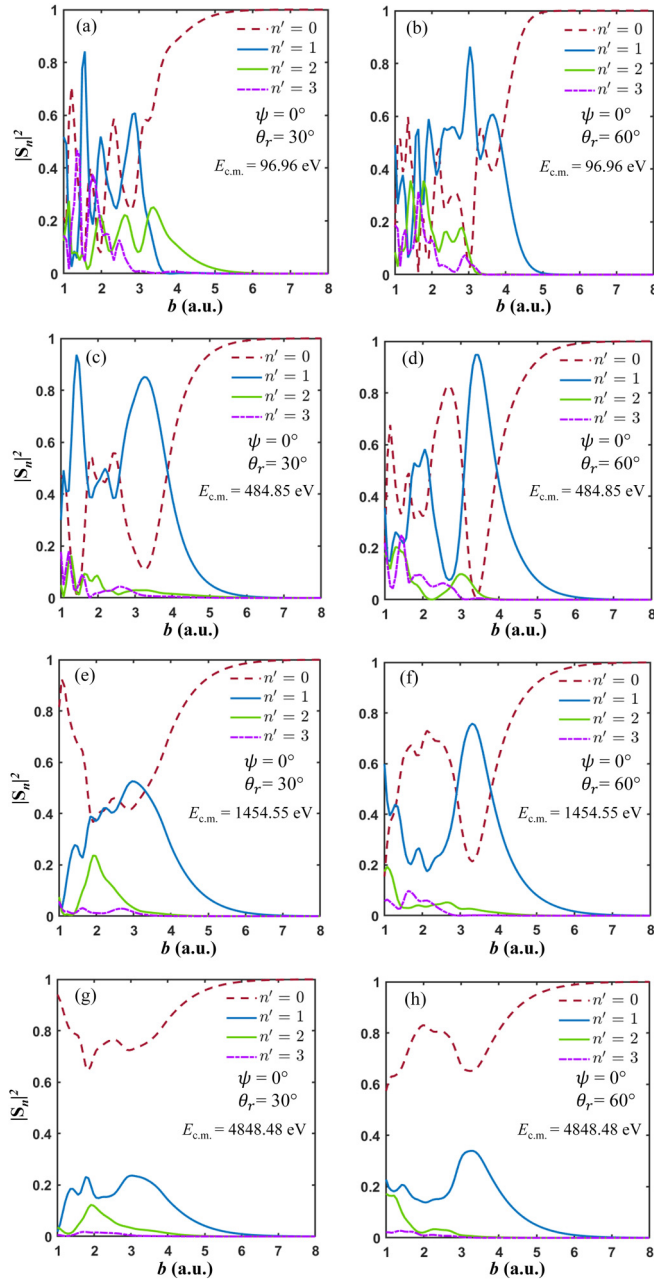 (a)
n′ = 0
n′ = 1
n′ = 2
n′ = 3
ψ = 0°
θr = 30°
Ec.m. = 96.96 eV
|Sn|²
1
0.8
0.6
0.4
0.2
0
1 2 3 4 5 6 7 8
b (a.u.)
(b)
n′ = 0
n′ = 1
n′ = 2
n′ = 3
ψ = 0°
θr = 60°
Ec.m. = 96.96 eV
1
0.8
0.6
0.4
0.2
0
1 2 3 4 5 6 7 8
b (a.u.)
(c)
n′ = 0
n′ = 1
n′ = 2
n′ = 3
ψ = 0°
θr = 30°
Ec.m. = 484.85 eV
|Sn|²
1
0.8
0.6
0.4
0.2
0
1 2 3 4 5 6 7 8
b (a.u.)
(d)
n′ = 0
n′ = 1
n′ = 2
n′ = 3
ψ = 0°
θr = 60°
Ec.m. = 484.85 eV
1
0.8
0.6
0.4
0.2
0
1 2 3 4 5 6 7 8
b (a.u.)
(e)
n′ = 0
n′ = 1
n′ = 2
n′ = 3
ψ = 0°
θr = 30°
Ec.m. = 1454.55 eV
|Sn|²
1
0.8
0.6
0.4
0.2
0
1 2 3 4 5 6 7 8
b (a.u.)
(f)
n′ = 0
n′ = 1
n′ = 2
n′ = 3
ψ = 0°
θr = 60°
Ec.m. = 1454.55 eV
1
0.8
0.6
0.4
0.2
0
1 2 3 4 5 6 7 8
b (a.u.)
(g)
n′ = 0
n′ = 1
n′ = 2
n′ = 3
ψ = 0°
θr = 30°
Ec.m. = 4848.48 eV
|Sn|²
1
0.8
0.6
0.4
0.2
0
1 2 3 4 5 6 7 8
b (a.u.)
(h)
n′ = 0
n′ = 1
n′ = 2
n′ = 3
ψ = 0°
θr = 60°
Ec.m. = 4848.48 eV
1
0.8
0.6
0.4
0.2
0
1 2 3 4 5 6 7 8
b (a.u.)